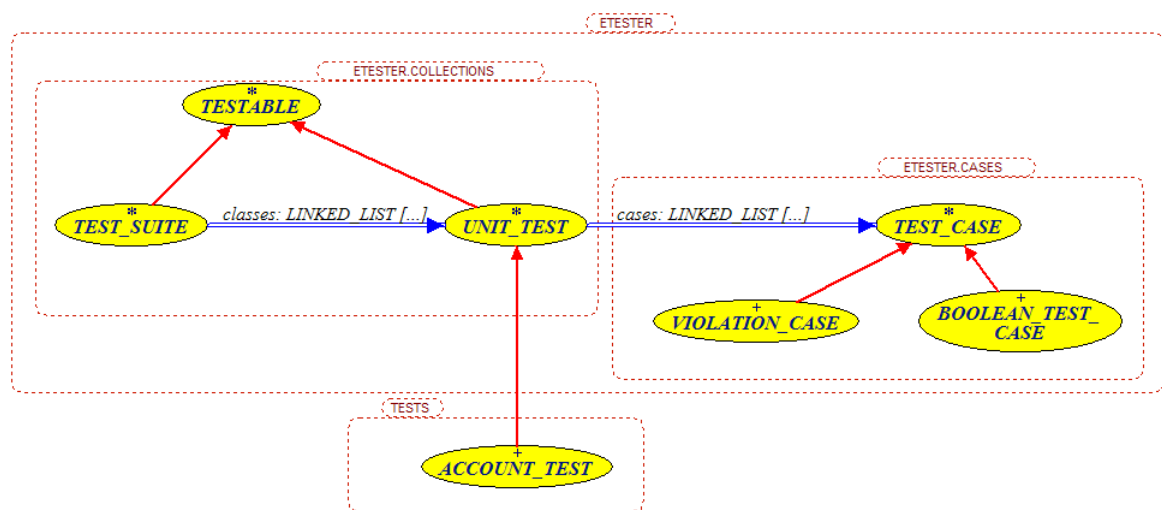 ETESTER
ETESTER.COLLECTIONS
*
TESTABLE
ETESTER.CASES
*
TEST_SUITE
classes: LINKED_LIST [...]
*
UNIT_TEST
cases: LINKED_LIST [...]
*
TEST_CASE
+
VIOLATION_CASE
+
BOOLEAN_TEST_
CASE
TESTS
+
ACCOUNT_TEST